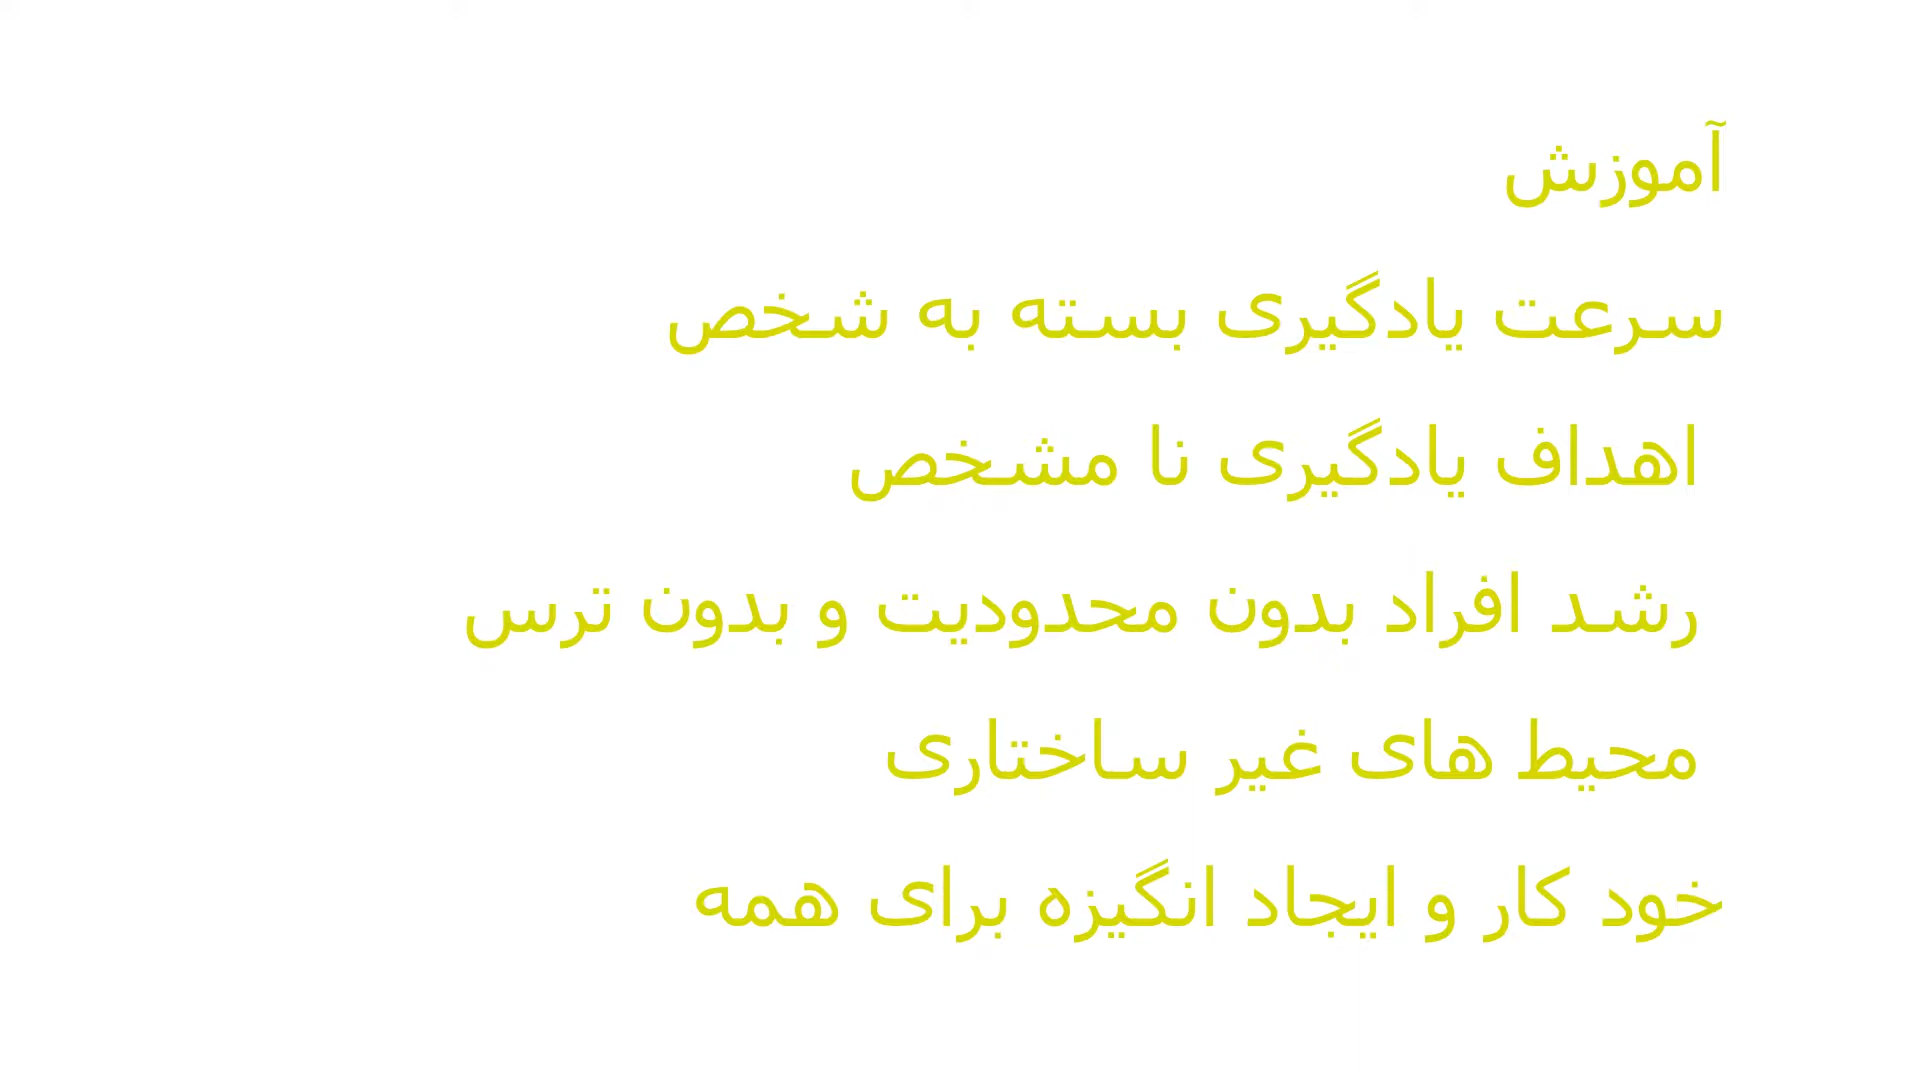 آموزش
سرعت یادگیری بسته به شخص
اهداف یادگیری نا مشخص
رشد افراد بدون محدودیت و بدون ترس
محیط های غیر ساختاری
خود کار و ایجاد انگیزه برای همه